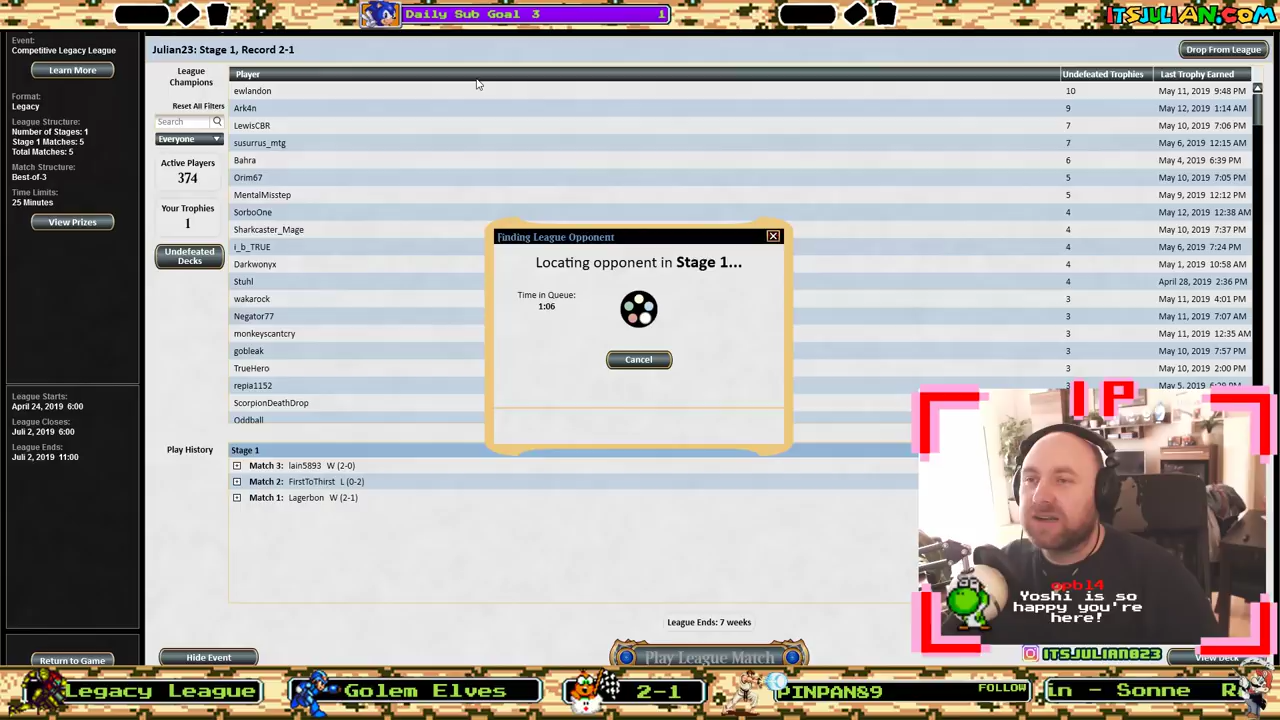 Daily Sub Goal 3 1
ITSJULIAN.COM
Event:
Competitive Legacy League
Learn More
Format:
Legacy
League Structure:
Number of Stages: 1
Stage 1 Matches: 5
Total Matches: 5
Match Structure:
Best-of-3
Time Limits:
25 Minutes
View Prizes
League Starts:
April 24, 2019 6:00
League Closes:
Juli 2, 2019 6:00
League Ends:
Juli 2, 2019 11:00
Return to Game
Julian23: Stage 1, Record 2-1
Drop From League
League
Champions
Reset All Filters
Search
Everyone
Active Players
374
Your Trophies
1
Undefeated
Decks
Player Undefeated Trophies Last Trophy Earned
ewlandon 10 May 11, 2019 9:48 PM
Ark4n 9 May 12, 2019 1:14 AM
LewisCBR 7 May 10, 2019 7:06 PM
susurrus_mtg 7 May 6, 2019 12:15 AM
Bahra 6 May 4, 2019 6:39 PM
Orim67 5 May 10, 2019 7:05 PM
MentalMisstep 5 May 9, 2019 12:12 PM
SorboOne 4 May 12, 2019 12:38 AM
Sharkcaster_Mage 4 May 10, 2019 7:37 PM
i_b_TRUE 4 May 6, 2019 7:24 PM
Darkwonyx 4 May 1, 2019 10:58 AM
Stuhl 4 April 28, 2019 2:36 PM
wakarock 3 May 11, 2019 4:01 PM
Negator77 3 May 11, 2019 7:07 AM
monkeyscantcry 3 May 11, 2019 12:35 AM
gobleak 3 May 10, 2019 7:57 PM
TrueHero 3 May 10, 2019 2:00 PM
repia1152 3 May 5, 2019
ScorpionDeathDrop
Oddball
Finding League Opponent
Locating opponent in Stage 1...
Time in Queue:
1:06
Cancel
Play History
Stage 1
Match 3: lain5893 W (2-0)
Match 2: FirstToThirst L (0-2)
Match 1: Lagerbon W (2-1)
League Ends: 7 weeks
Hide Event
Play League Match
View Deck
1P
gpb14
Yoshi is so
happy you're
here!
ITSJULIAN023
Legacy League
Golem Elves
2-1
PINPAN89
FOLLOW
in - Sonne R